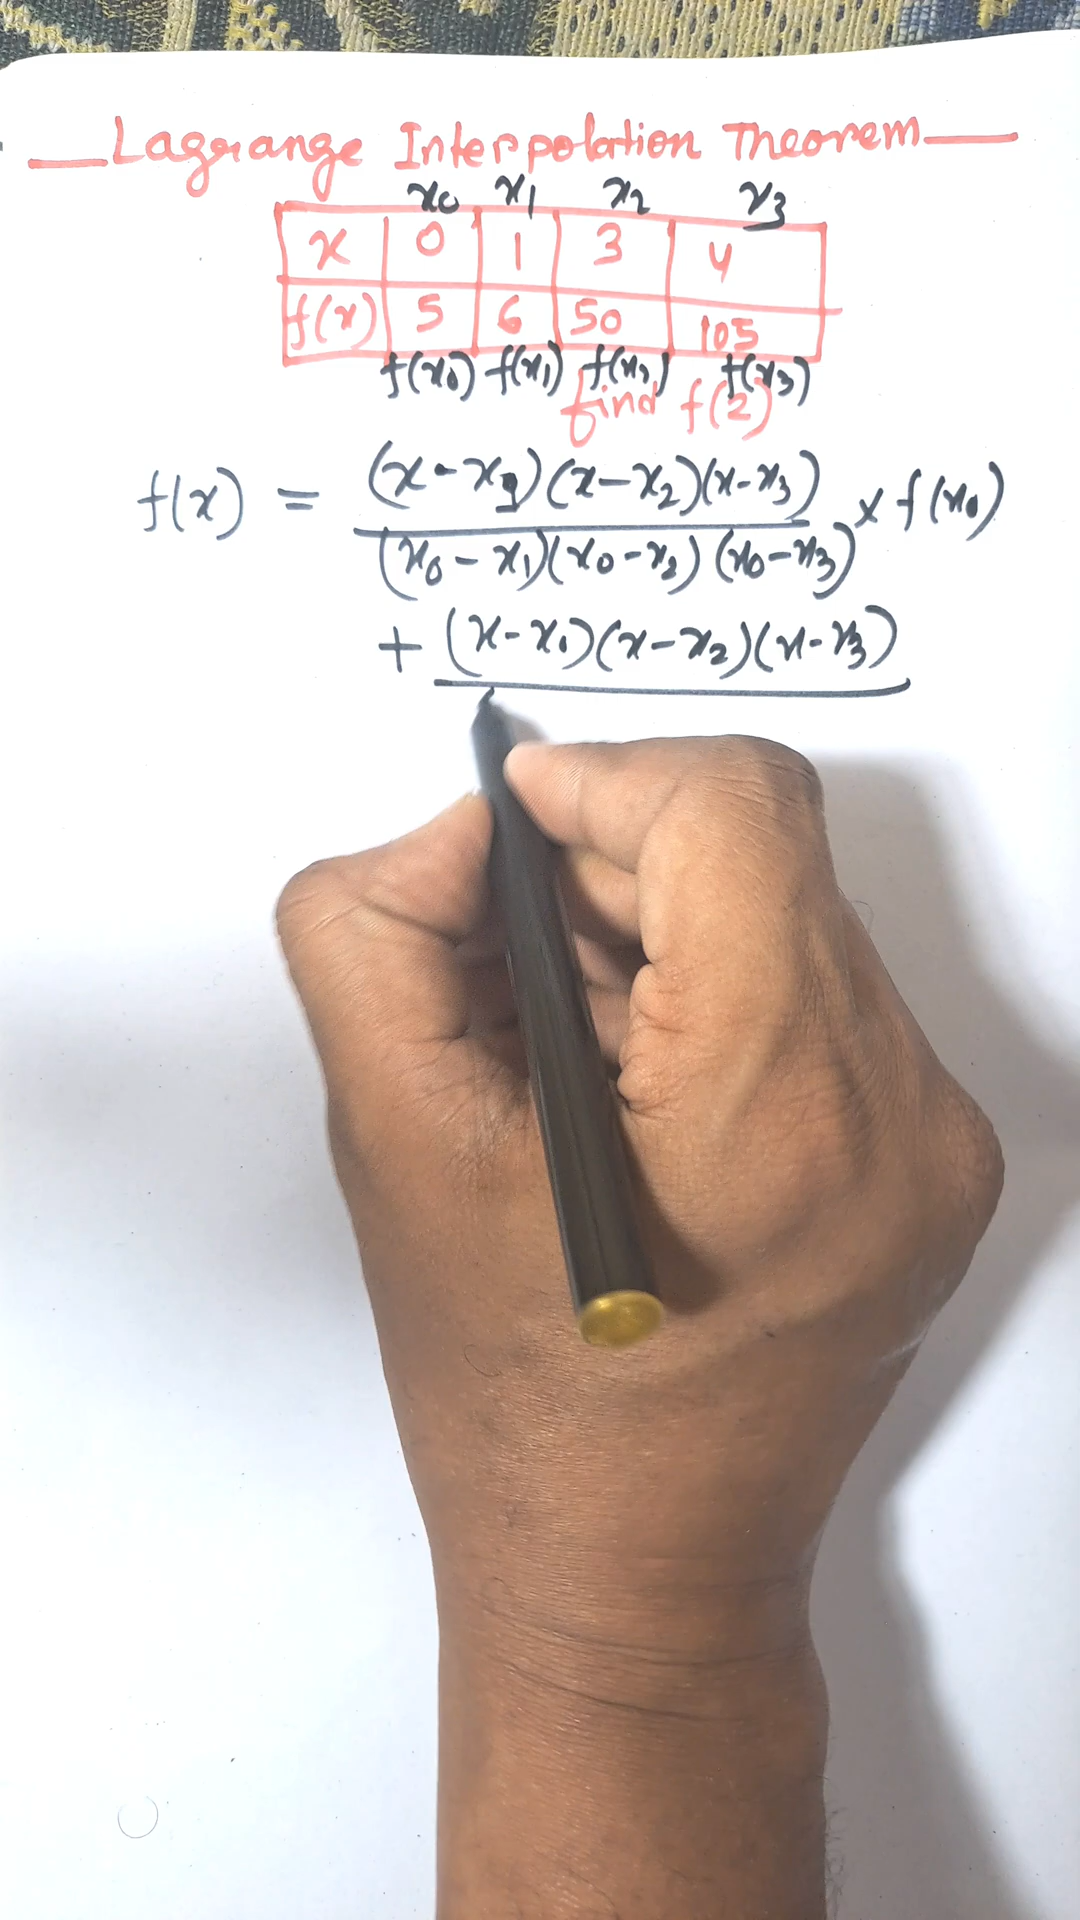 Lagrange Interpolation Theorem
x0 x1 x2 x3
x 0 1 3 4
f(x) 5 6 50 105
f(x0) f(x1) f(x2) f(x3)
find f(2)
f(x) = (x-x1)(x-x2)(x-x3) × f(x0)
(x0-x1)(x0-x2)(x0-x3)
+ (x-x0)(x-x2)(x-x3)